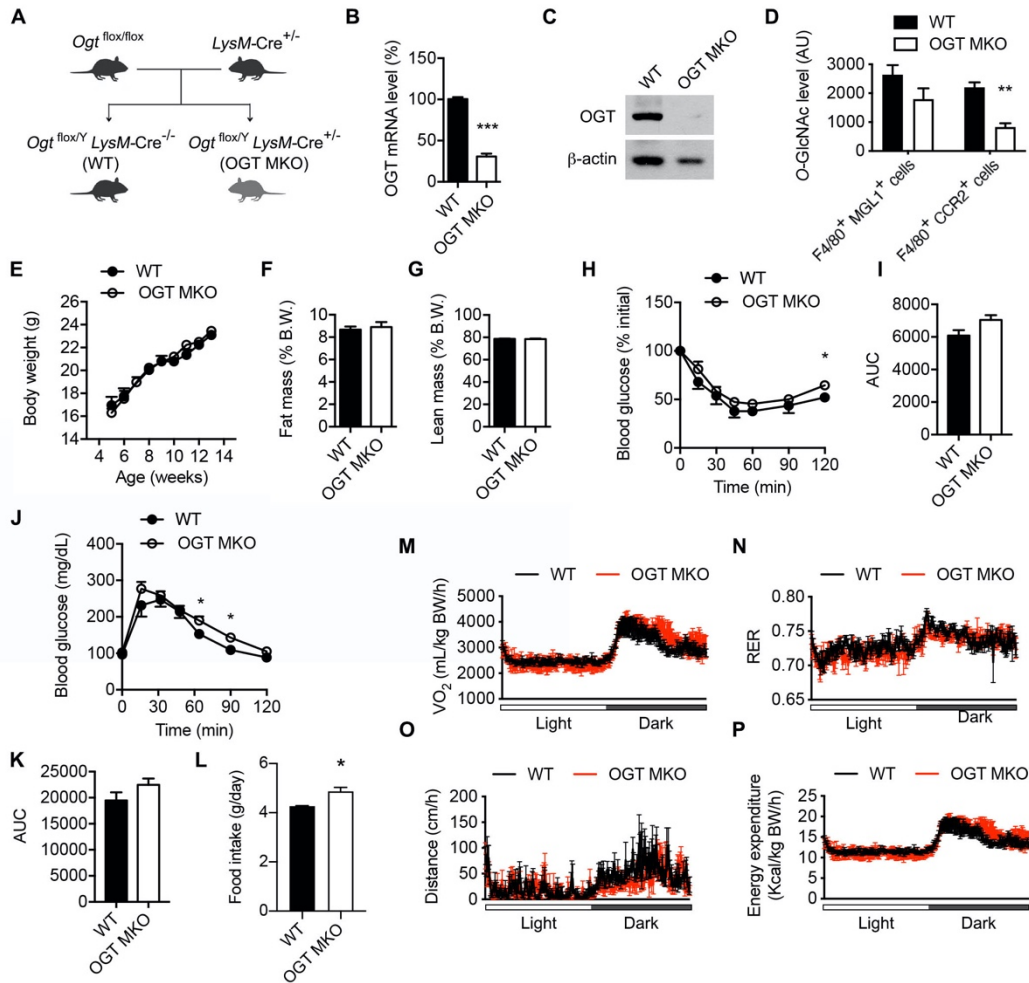 A
Ogt flox/flox
LysM-Cre+/-
Ogt flox/Y LysM-Cre-/-
(WT)
Ogt flox/Y LysM-Cre+/-
(OGT MKO)
B
OGT mRNA level (%)
150
100
50
0
***
WT
OGT MKO
C
WT
OGT MKO
OGT
β-actin
D
WT
OGT MKO
O-GlcNAc level (AU)
3000
2000
1000
0
**
F4/80+ MGL1+ cells
F4/80+ CCR2+ cells
E
WT
OGT MKO
Body weight (g)
26
24
22
20
18
16
14
4 6 8 10 12 14
Age (weeks)
F
Fat mass (% B.W.)
10
8
6
4
2
0
WT
OGT MKO
G
Lean mass (% B.W.)
100
80
60
40
20
0
WT
OGT MKO
H
WT
OGT MKO
Blood glucose (% initial)
150
100
50
0
*
0 30 60 90 120
Time (min)
I
AUC
8000
6000
4000
2000
0
WT
OGT MKO
J
WT
OGT MKO
Blood glucose (mg/dL)
400
300
200
100
0
* *
0 30 60 90 120
Time (min)
M
WT OGT MKO
VO2 (mL/kg BW/h)
5000
4000
3000
2000
1000
Light Dark
N
WT OGT MKO
RER
0.80
0.75
0.70
0.65
Light Dark
K
AUC
25000
20000
15000
10000
5000
0
WT
OGT MKO
L
Food intake (g/day)
6
4
2
0
*
WT
OGT MKO
O
WT OGT MKO
Distance (cm/h)
200
150
100
50
0
Light Dark
P
WT OGT MKO
Energy expenditure
(Kcal/kg BW/h)
25
20
15
10
5
0
Light Dark